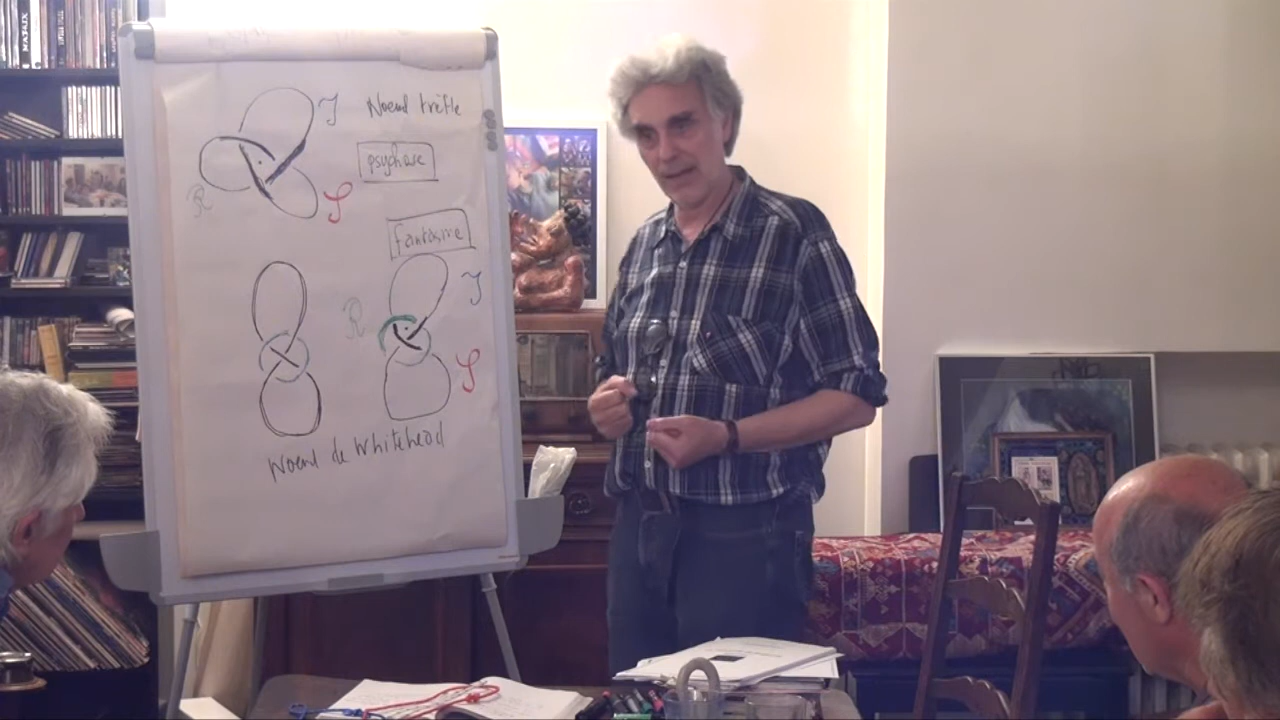 J
Noeud trèfle
psychose
R
S
fantasme
J
R
S
Noeud de Whitehead